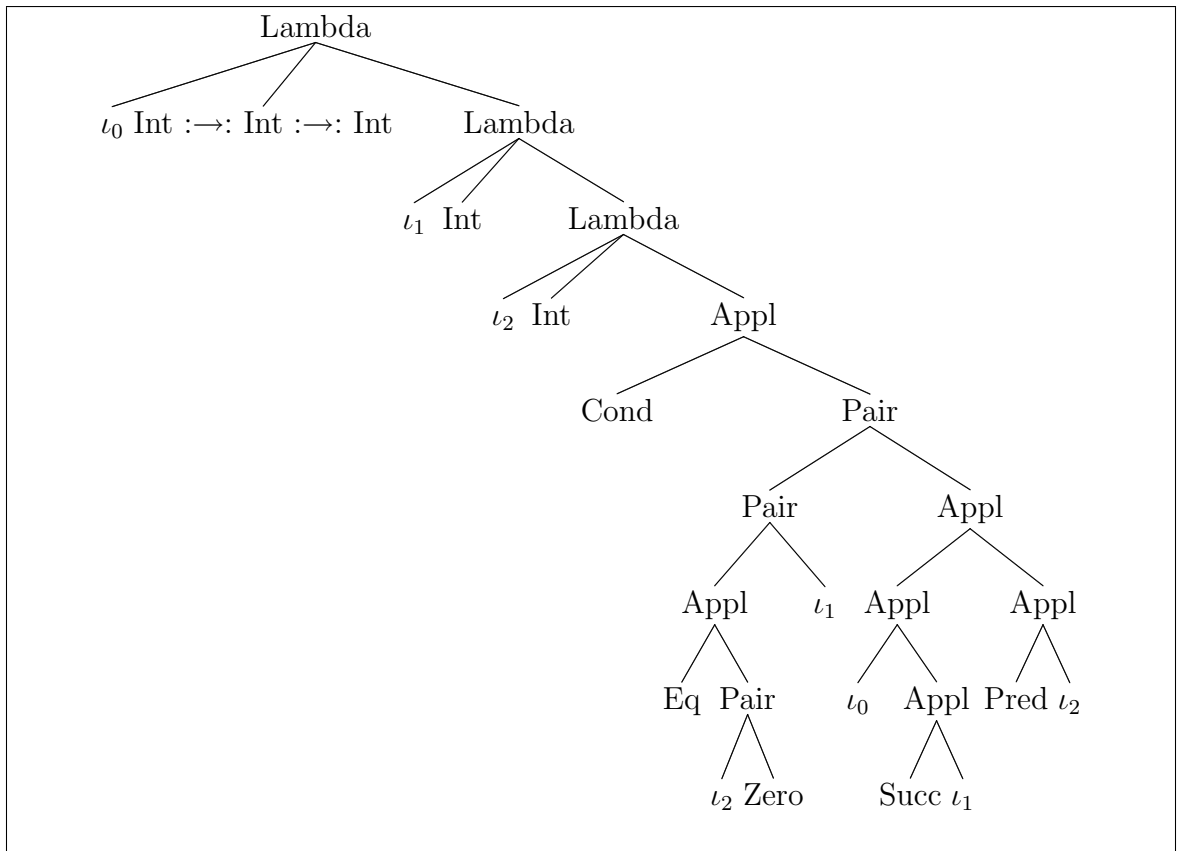 Lambda
ι₀ Int :→: Int :→: Int Lambda
ι₁ Int Lambda
ι₂ Int Appl
Cond Pair
Pair Appl
Appl ι₁ Appl Appl
Eq Pair ι₀ Appl Pred ι₂
ι₂ Zero Succ ι₁